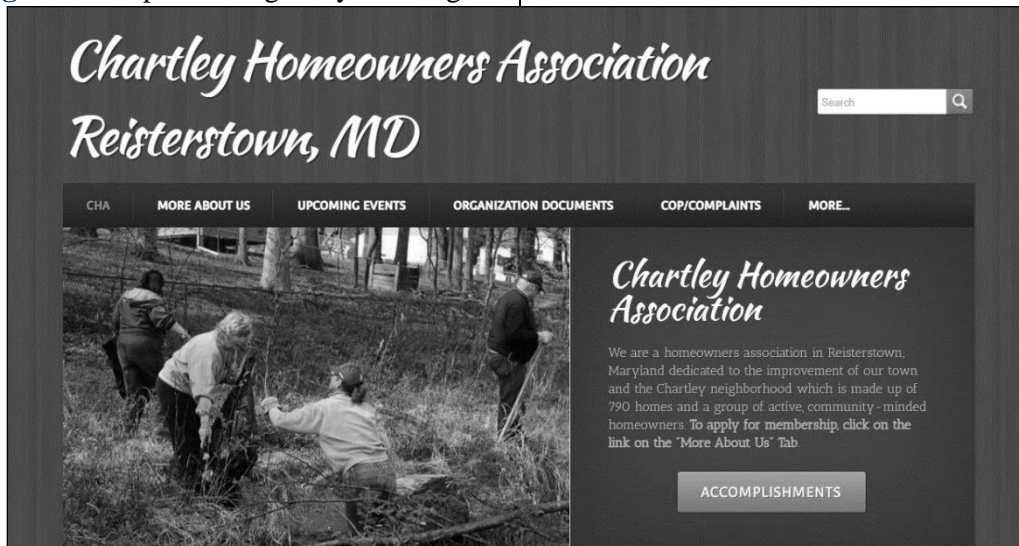 Chartley Homeowners Association
Reisterstown, MD
Search
CHA MORE ABOUT US UPCOMING EVENTS ORGANIZATION DOCUMENTS COP/COMPLAINTS MORE...
Chartley Homeowners
Association
We are a homeowners association in Reisterstown,
Maryland dedicated to the improvement of our town
and the Chartley neighborhood which is made up of
790 homes and a group of active, community-minded
homeowners. To apply for membership, click on the
link on the "More About Us" Tab.
ACCOMPLISHMENTS